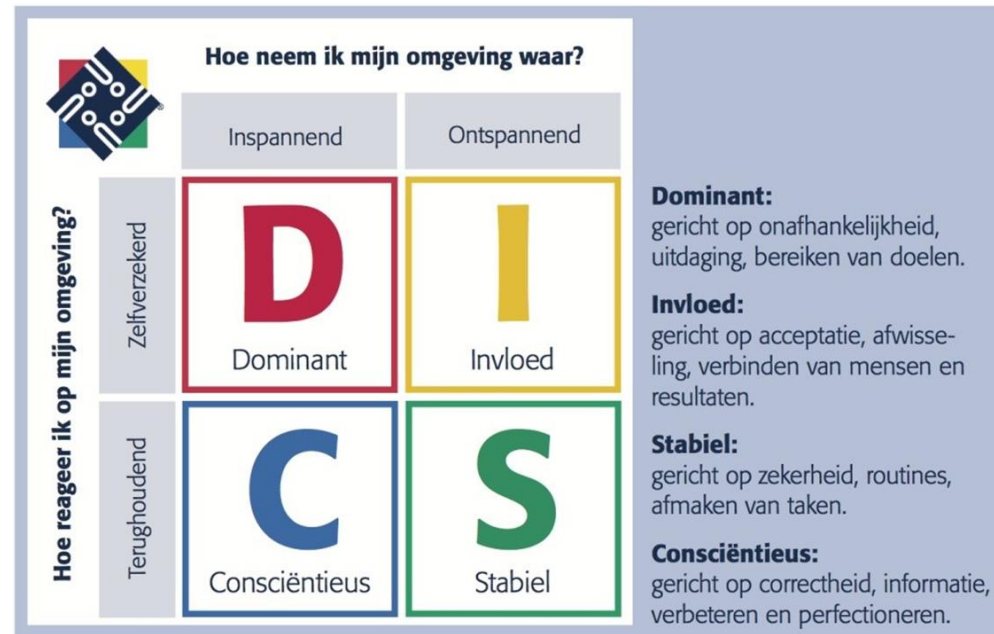 Hoe neem ik mijn omgeving waar?
Inspannend
Ontspannend
Hoe reageer ik op mijn omgeving?
Zelfverzekerd
D
Dominant
I
Invloed
Terughoudend
C
Consciëntieus
S
Stabiel
Dominant:
gericht op onafhankelijkheid,
uitdaging, bereiken van doelen.
Invloed:
gericht op acceptatie, afwisse-
ling, verbinden van mensen en
resultaten.
Stabiel:
gericht op zekerheid, routines,
afmaken van taken.
Consciëntieus:
gericht op correctheid, informatie,
verbeteren en perfectioneren.